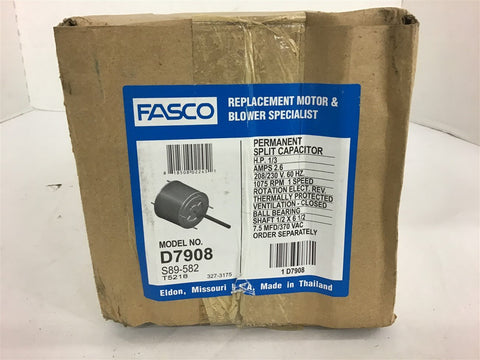 FASCO
REPLACEMENT MOTOR &
BLOWER SPECIALIST
PERMANENT
SPLIT CAPACITOR
H.P. 1/3
AMPS 2.6
208/230 V. 60 HZ.
1075 RPM 1 SPEED
ROTATION ELECT. REV.
THERMALLY PROTECTED
VENTILATION - CLOSED
BALL BEARING
SHAFT 1/2 X 6 1/2
7.5 MFD/370 VAC
ORDER SEPARATELY
MODEL NO.
D7908
S89-582
T5218
327-3175
1 D7908
Eldon, Missouri U.S.A, Made in Thailand